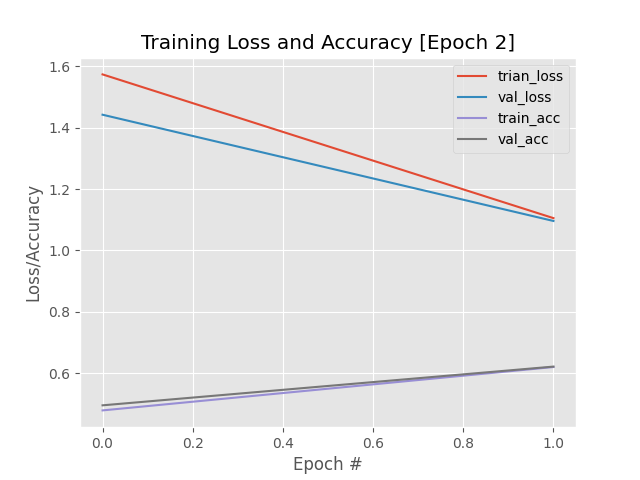 Training Loss and Accuracy [Epoch 2]
1.6
1.4
1.2
1.0
0.8
0.6
Loss/Accuracy
trian_loss
val_loss
train_acc
val_acc
0.0 0.2 0.4 0.6 0.8 1.0
Epoch #